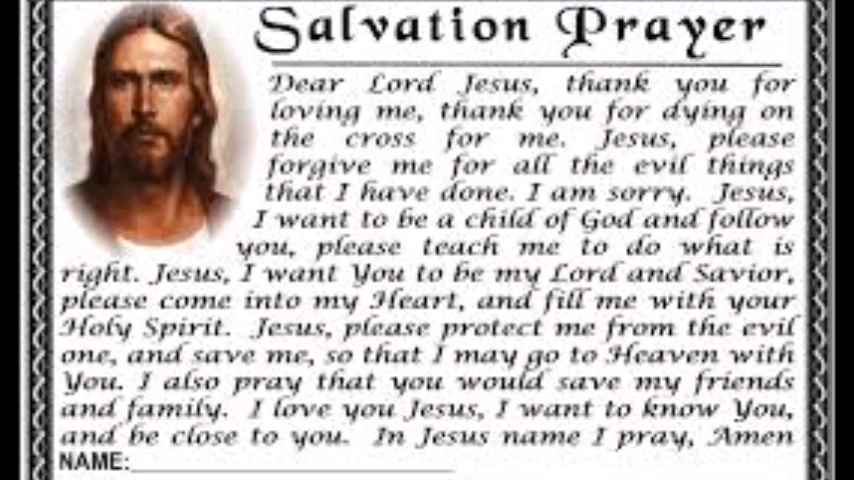 Salvation Prayer
Dear Lord Jesus, thank you for
loving me, thank you for dying on
the cross for me. Jesus, please
forgive me for all the evil things
that I have done. I am sorry. Jesus,
I want to be a child of God and follow
you, please teach me to do what is
right. Jesus, I want You to be my Lord and Savior,
please come into my Heart, and fill me with your
Holy Spirit. Jesus, please protect me from the evil
one, and save me, so that I may go to Heaven with
You. I also pray that you would save my friends
and family. I love you Jesus, I want to know You,
and be close to you. In Jesus name I pray, Amen
NAME: